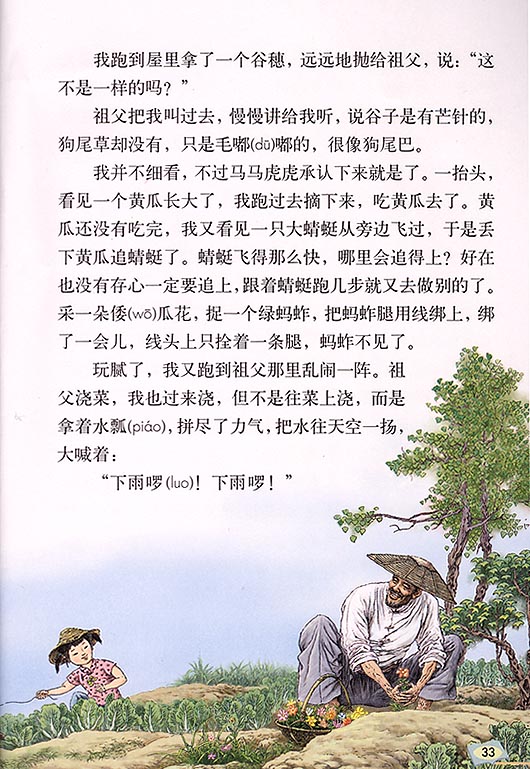 我跑到屋里拿了一个谷穗，远远地抛给祖父，说：“这
不是一样的吗？”
祖父把我叫过去，慢慢讲给我听，说谷子是有芒针的，
狗尾草却没有，只是毛嘟(dū)嘟的，很像狗尾巴。
我并不细看，不过马马虎虎承认下来就是了。一抬头，
看见一个黄瓜长大了，我跑过去摘下来，吃黄瓜去了。黄
瓜还没有吃完，我又看见一只大蜻蜓从旁边飞过，于是丢
下黄瓜追蜻蜓了。蜻蜓飞得那么快，哪里会追得上？好在
也没有存心一定要追上，跟着蜻蜓跑几步就又去做别的了。
采一朵倭(wō)瓜花，捉一个绿蚂蚱，把蚂蚱腿用线绑上，绑
了一会儿，线头上只拴着一条腿，蚂蚱不见了。
玩腻了，我又跑到祖父那里乱闹一阵。祖
父浇菜，我也过来浇，但不是往菜上浇，而是
拿着水瓢(piáo)，拼尽了力气，把水往天空一扬，
大喊着：
“下雨啰(luo)！下雨啰！”
33